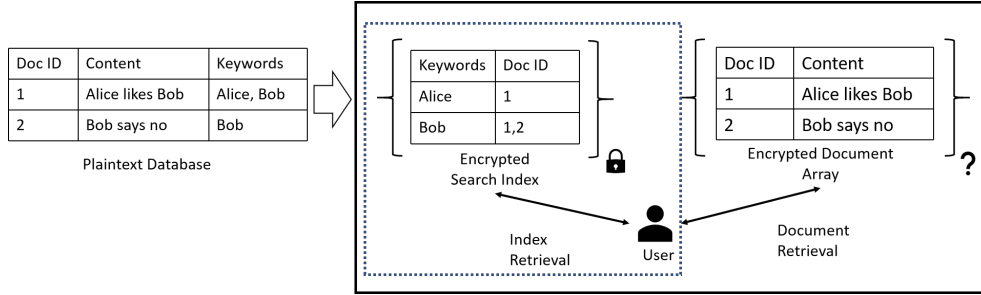 Doc ID Content Keywords
1 Alice likes Bob Alice, Bob
2 Bob says no Bob
Plaintext Database
Keywords Doc ID
Alice 1
Bob 1,2
Encrypted
Search Index
Doc ID Content
1 Alice likes Bob
2 Bob says no
Encrypted Document
Array
?
Index
Retrieval
User
Document
Retrieval